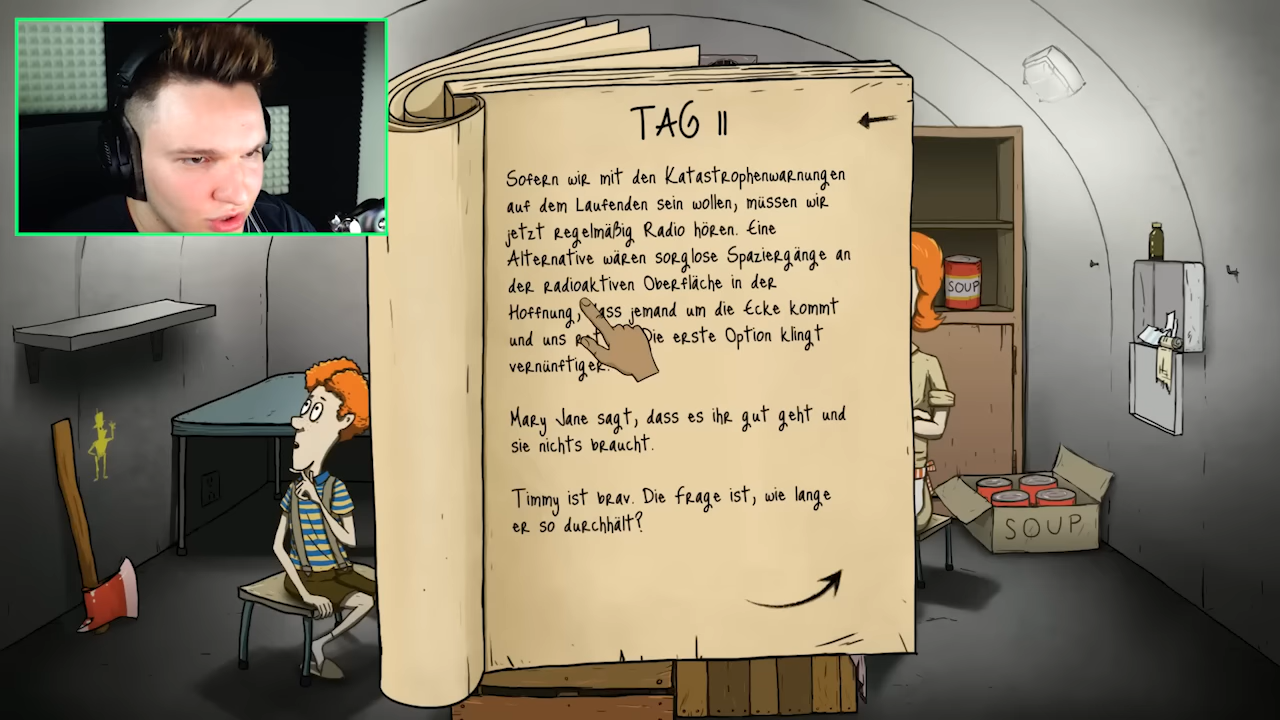 TAG 11
Sofern wir mit den Katastrophenwarnungen
auf dem Laufenden sein wollen, müssen wir
jetzt regelmäßig Radio hören. Eine
Alternative wären sorglose Spaziergänge an
der radioaktiven Oberfläche in der
Hoffnung, dass jemand um die Ecke kommt
und uns Die erste Option klingt
vernünftiger.
Mary Jane sagt, dass es ihr gut geht und
sie nichts braucht.
Timmy ist brav. Die Frage ist, wie lange
er so durchhält?
SOUP
SOUP